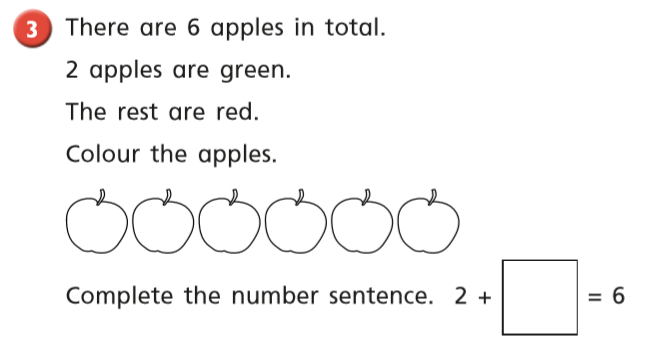 3 There are 6 apples in total.
2 apples are green.
The rest are red.
Colour the apples.
Complete the number sentence. 2 + = 6